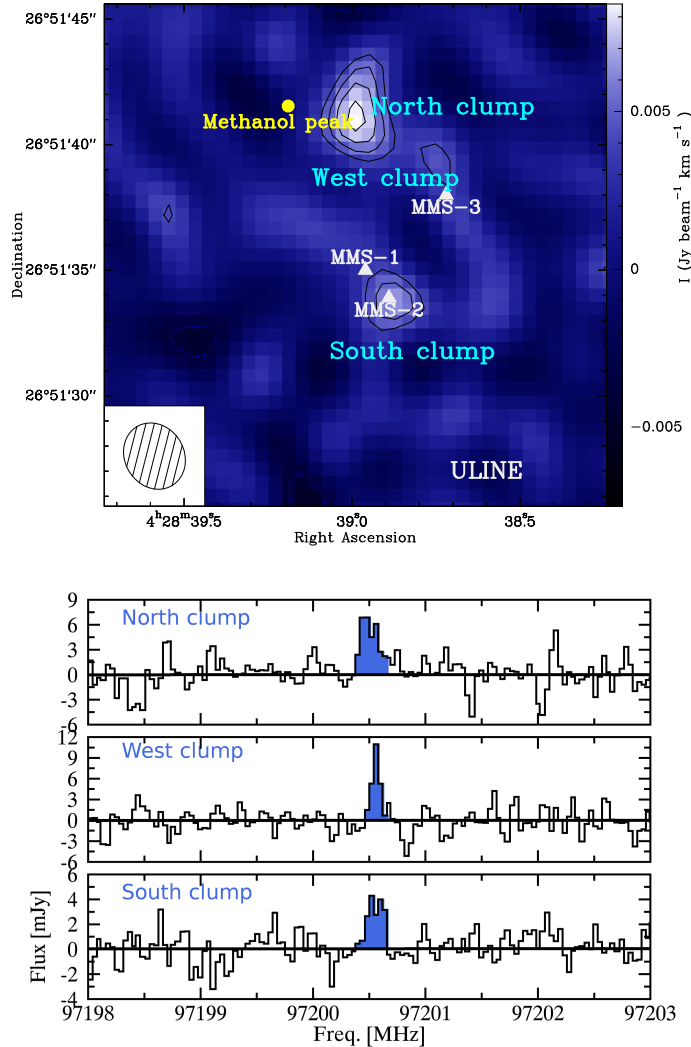 26°51′45″
North clump
0.005
Methanol peak
26°51′40″
West clump
MMS-3
Declination
I (Jy beam⁻¹ km s⁻¹)
MMS-1
26°51′35″
0
MMS-2
South clump
26°51′30″
−0.005
ULINE
4ʰ28ᵐ39ˢ.5
39ˢ.0
38ˢ.5
Right Ascension
9
North clump
6
3
0
-3
-6
12
West clump
9
6
3
0
-3
-6
6
South clump
4
2
0
-2
-4
Flux [mJy]
97198
97199
97200
97201
97202
97203
Freq. [MHz]